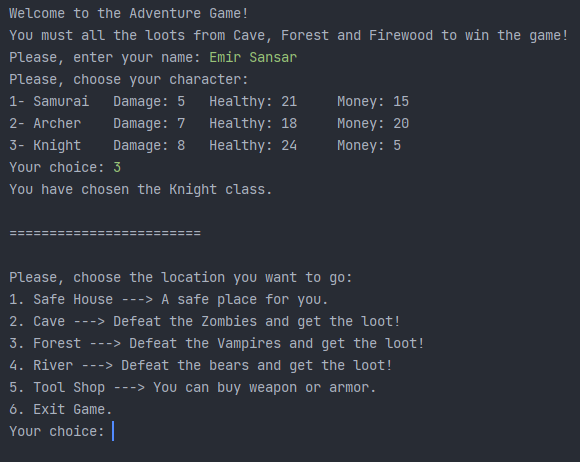 Welcome to the Adventure Game!
You must all the loots from Cave, Forest and Firewood to win the game!
Please, enter your name: Emir Sansar
Please, choose your character:
1- Samurai   Damage: 5   Healthy: 21     Money: 15
2- Archer    Damage: 7   Healthy: 18     Money: 20
3- Knight    Damage: 8   Healthy: 24     Money: 5
Your choice: 3
You have chosen the Knight class.
========================
Please, choose the location you want to go:
1. Safe House ---> A safe place for you.
2. Cave ---> Defeat the Zombies and get the loot!
3. Forest ---> Defeat the Vampires and get the loot!
4. River ---> Defeat the bears and get the loot!
5. Tool Shop ---> You can buy weapon or armor.
6. Exit Game.
Your choice: